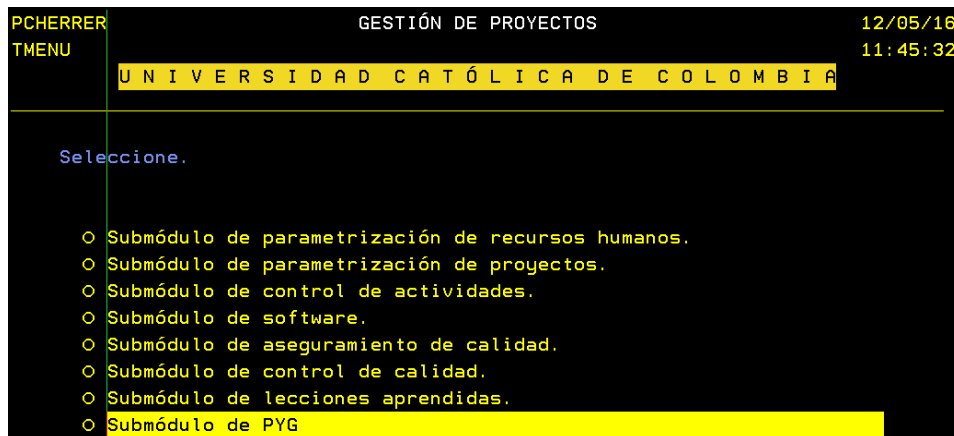 PCHERRER GESTIÓN DE PROYECTOS 12/05/16
TMENU 11:45:32
U N I V E R S I D A D C A T Ó L I C A D E C O L O M B I A
Seleccione.
Submódulo de parametrización de recursos humanos.
Submódulo de parametrización de proyectos.
Submódulo de control de actividades.
Submódulo de software.
Submódulo de aseguramiento de calidad.
Submódulo de control de calidad.
Submódulo de lecciones aprendidas.
Submódulo de PYG